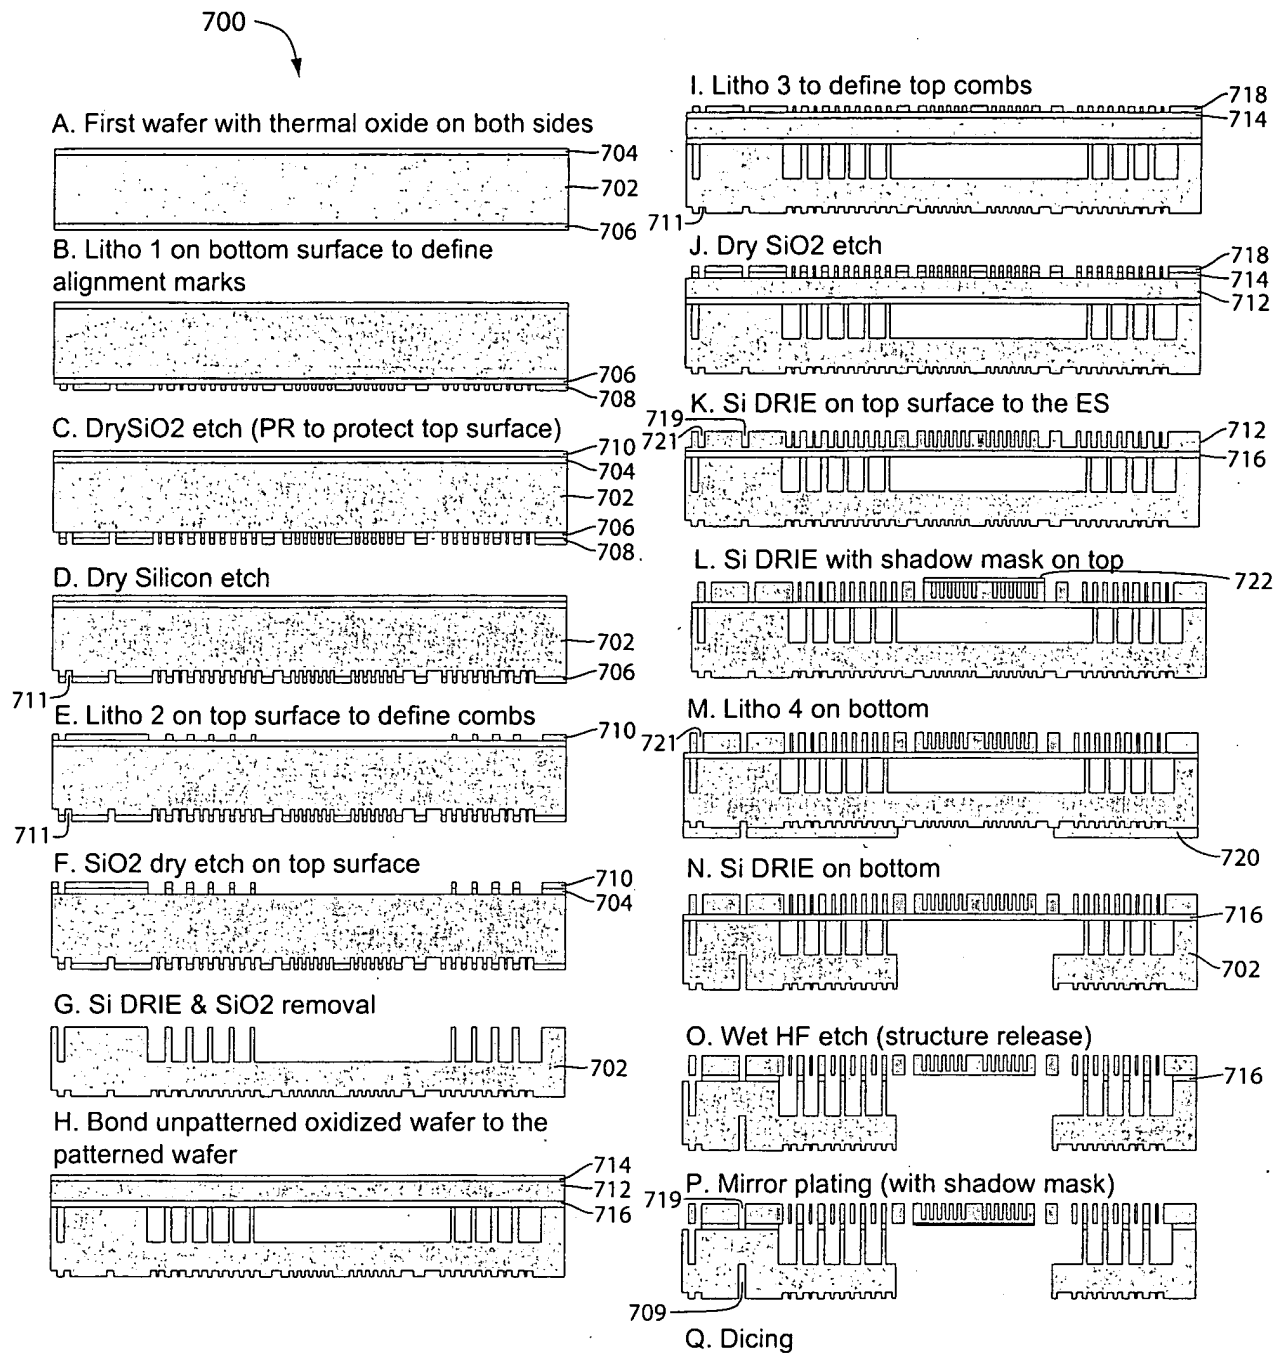 700
A. First wafer with thermal oxide on both sides
704
702
706
B. Litho 1 on bottom surface to define
alignment marks
706
708
C. DrySiO2 etch (PR to protect top surface)
710
704
702
706
708
D. Dry Silicon etch
702
706
711
E. Litho 2 on top surface to define combs
710
711
F. SiO2 dry etch on top surface
710
704
G. Si DRIE & SiO2 removal
702
H. Bond unpatterned oxidized wafer to the
patterned wafer
714
712
716
I. Litho 3 to define top combs
718
714
711
J. Dry SiO2 etch
718
714
712
K. Si DRIE on top surface to the ES
719
721
712
716
L. Si DRIE with shadow mask on top
722
M. Litho 4 on bottom
721
720
N. Si DRIE on bottom
716
702
O. Wet HF etch (structure release)
716
P. Mirror plating (with shadow mask)
719
709
Q. Dicing